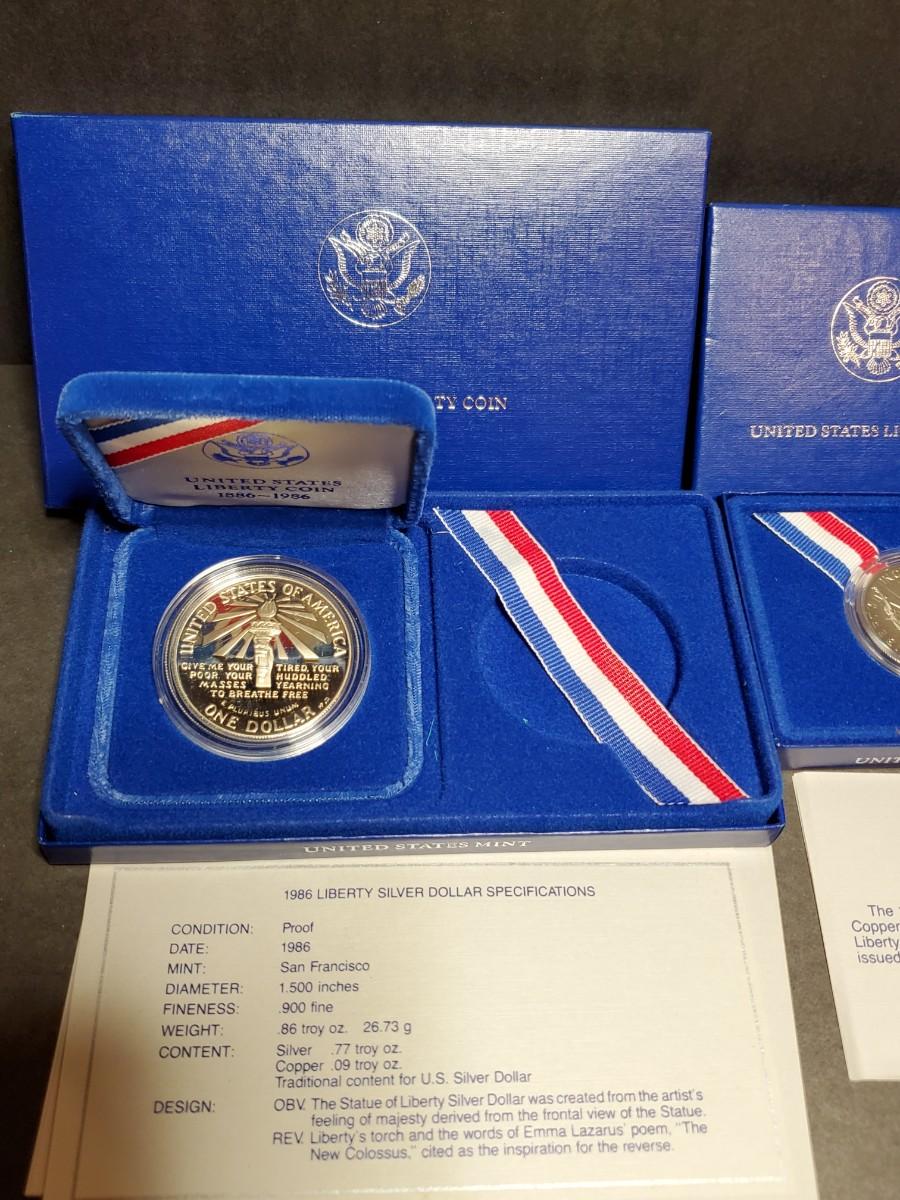 TY COIN
UNITED STATES LI
UNITED STATES
LIBERTY COIN
1886~1986
UNITED STATES OF AMERICA
GIVE ME YOUR TIRED, YOUR
POOR YOUR HUDDLED
MASSES YEARNING
TO BREATHE FREE
E PLURIBUS UNUM
ONE DOLLAR
UNIT
UNITED STATES MINT
1986 LIBERTY SILVER DOLLAR SPECIFICATIONS
CONDITION: Proof
DATE: 1986
MINT: San Francisco
DIAMETER: 1.500 inches
FINENESS: .900 fine
WEIGHT: .86 troy oz. 26.73 g
CONTENT: Silver .77 troy oz.
Copper .09 troy oz.
Traditional content for U.S. Silver Dollar
DESIGN: OBV. The Statue of Liberty Silver Dollar was created from the artist's
feeling of majesty derived from the frontal view of the Statue.
REV. Liberty's torch and the words of Emma Lazarus' poem, "The
New Colossus," cited as the inspiration for the reverse.
The
Copper
Liberty
issued